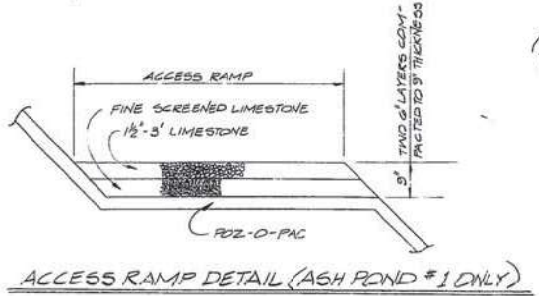 ACCESS RAMP
FINE SCREENED LIMESTONE
1½"-3' LIMESTONE
TWO 6" LAYERS COM-
PACTED TO 9" THICKNESS
9"
POZ-O-PAC
ACCESS RAMP DETAIL (ASH POND #1 ONLY)